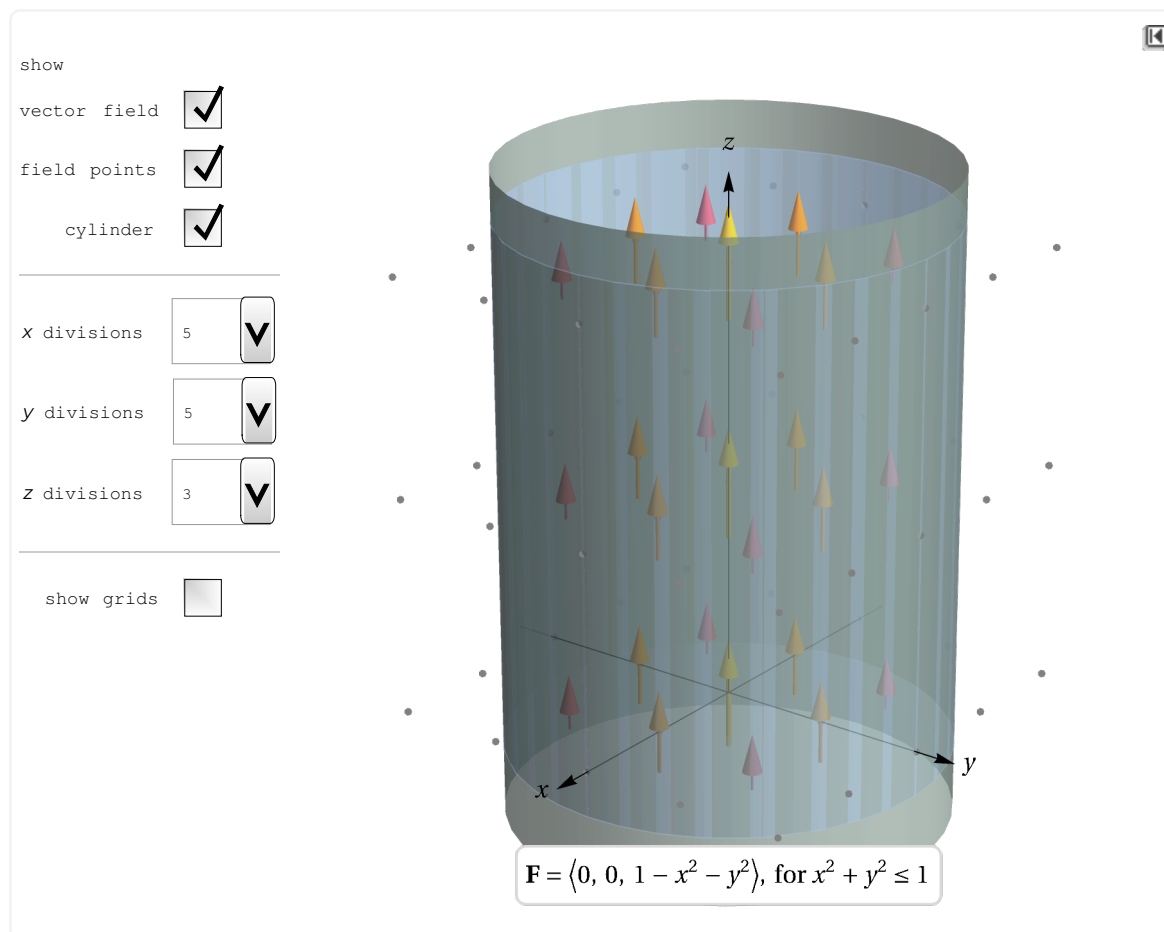 show
vector field
field points
cylinder
x divisions 5
y divisions 5
z divisions 3
show grids
z
x
y
F = ⟨0, 0, 1 − x² − y²⟩, for x² + y² ≤ 1